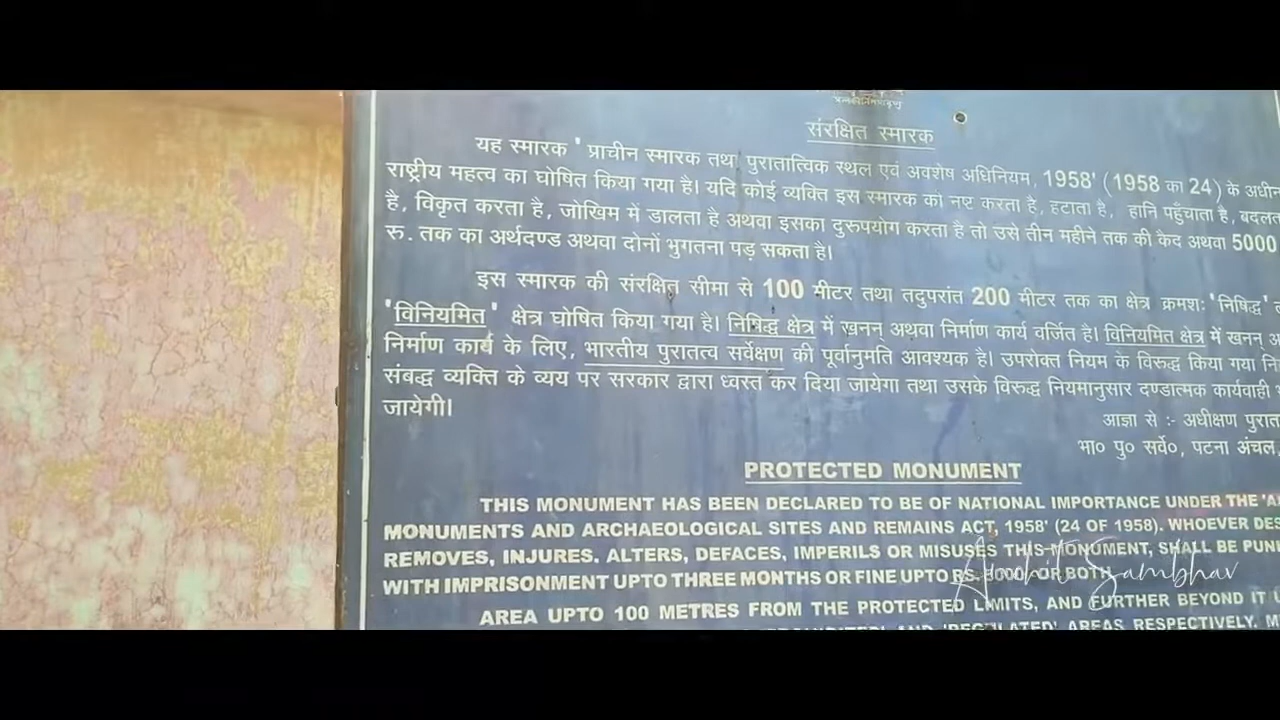 संरक्षित स्मारक
यह स्मारक ' प्राचीन स्मारक तथा पुरातात्विक स्थल एवं अवशेष अधिनियम, 1958' (1958 का 24) के अधीन
राष्ट्रीय महत्व का घोषित किया गया है। यदि कोई व्यक्ति इस स्मारक को नष्ट करता है, हटाता है, हानि पहुँचाता है,
है, विकृत करता है, जोखिम में डालता है अथवा इसका दुरुपयोग करता है तो उसे तीन महीने तक की कैद अथवा 5000
रु. तक का अर्थदण्ड अथवा दोनों भुगतना पड़ सकता है।
इस स्मारक की संरक्षित सीमा से 100 मीटर तथा तदुपरांत 200 मीटर तक का क्षेत्र क्रमशः 'निषिद्ध'
'विनियमित' क्षेत्र घोषित किया गया है। निषिद्ध क्षेत्र में खनन् अथवा निर्माण कार्य वर्जित है। विनियमित क्षेत्र में खनन्
निर्माण कार्य के लिए, भारतीय पुरातत्व सर्वेक्षण की पूर्वानुमति आवश्यक है। उपरोक्त नियम के विरूद्ध किया गया
संबद्ध व्यक्ति के व्यय पर सरकार द्वारा ध्वस्त कर दिया जायेगा तथा उसके विरूद्ध नियमानुसार दण्डात्मक कार्यवाही
जायेगी।
आज्ञा से :- अधीक्षण
भा० पु० सर्वे०, पटना अंचल,
PROTECTED MONUMENT
THIS MONUMENT HAS BEEN DECLARED TO BE OF NATIONAL IMPORTANCE UNDER THE
MONUMENTS AND ARCHAEOLOGICAL SITES AND REMAINS ACT, 1958' (24 OF 1958). WHOEVER
REMOVES, INJURES. ALTERS, DEFACES, IMPERILS OR MISUSES THIS MONUMENT, SHALL BE
WITH IMPRISONMENT UPTO THREE MONTHS OR FINE UPTO RS. 5000/ OR BOTH
AREA UPTO 100 METRES FROM THE PROTECTED LIMITS, AND FURTHER BEYOND IT
AND 'REGULATED' AREAS RESPECTIVELY.